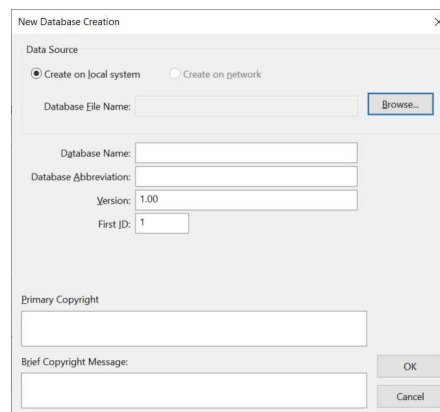 New Database Creation
Data Source
Create on local system Create on network
Database File Name: Browse...
Database Name:
Database Abbreviation:
Version: 1.00
First ID: 1
Primary Copyright
Brief Copyright Message:
OK
Cancel